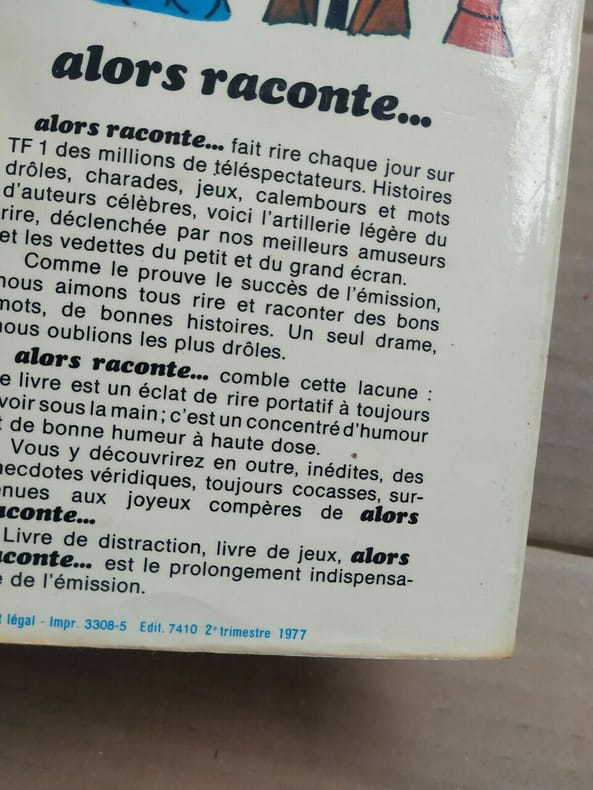 alors raconte...
alors raconte... fait rire chaque jour sur
TF 1 des millions de téléspectateurs. Histoires
drôles, charades, jeux, calembours et mots
d'auteurs célèbres, voici l'artillerie légère du
rire, déclenchée par nos meilleurs amuseurs
et les vedettes du petit et du grand écran.
Comme le prouve le succès de l'émission,
nous aimons tous rire et raconter des bons
mots, de bonnes histoires. Un seul drame,
nous oublions les plus drôles.
alors raconte... comble cette lacune :
e livre est un éclat de rire portatif à toujours
voir sous la main ; c'est un concentré d'humour
t de bonne humeur à haute dose.
Vous y découvrirez en outre, inédites, des
necdotes véridiques, toujours cocasses, sur-
enues aux joyeux compères de alors
aconte...
Livre de distraction, livre de jeux, alors
aconte... est le prolongement indispensa-
e de l'émission.
t légal - Impr. 3308-5 Edit. 7410 2e trimestre 1977